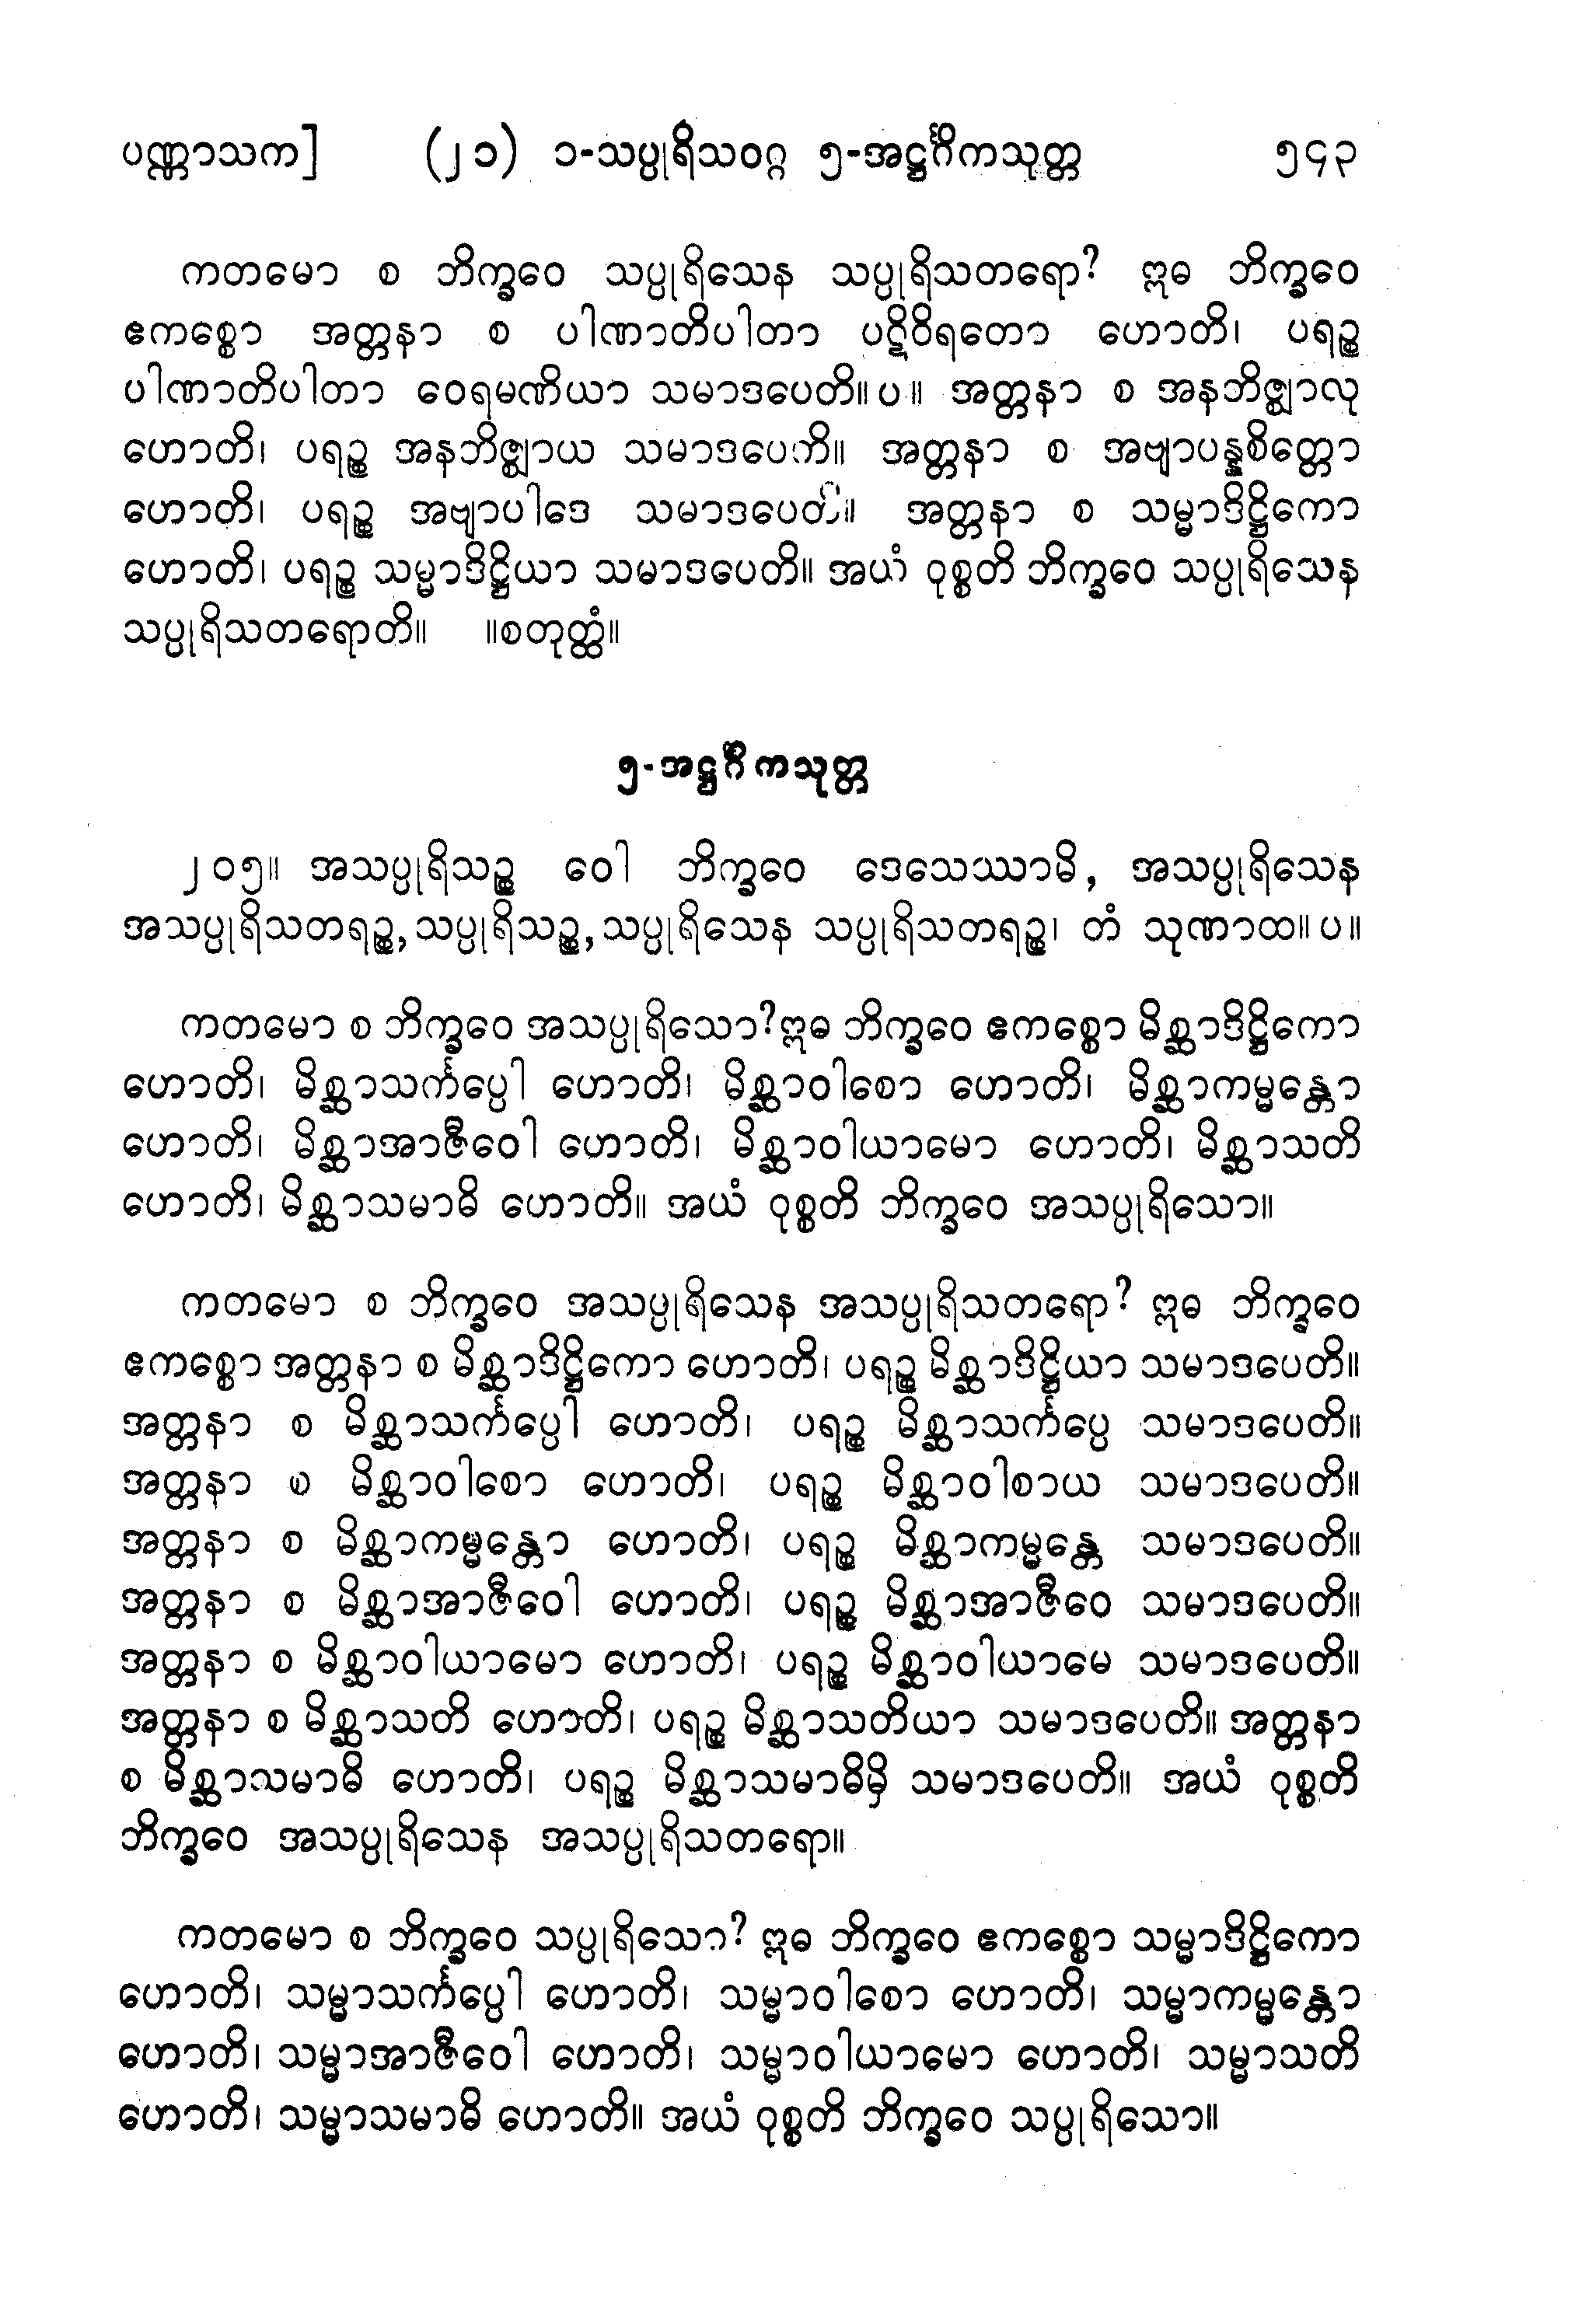 ပဏ္ဏာသက] (၂၁) ၁-သပ္ပုရိသဝဂ္ဂ ၅-အဋ္ဌင်္ဂိကသုတ္တ ၅၄၃
ကတမော စ ဘိက္ခဝေ သပ္ပုရိသေန သပ္ပုရိသတရော? ဣဓ ဘိက္ခဝေ
ဧကစ္စော အတ္တနာ စ ပါဏာတိပါတာ ပဋိဝိရတော ဟောတိ၊ ပရဉ္စ
ပါဏာတိပါတာ ဝေရမဏိယာ သမာဒပေတိ။ပ။ အတ္တနာ စ အနဘိဇ္ဈာလု
ဟောတိ၊ ပရဉ္စ အနဘိဇ္ဈာယ သမာဒပေတိ။ အတ္တနာ စ အဗျာပန္နစိတ္တော
ဟောတိ၊ ပရဉ္စ အဗျာပါဒေ သမာဒပေတိ။ အတ္တနာ စ သမ္မာဒိဋ္ဌိကော
ဟောတိ၊ ပရဉ္စ သမ္မာဒိဋ္ဌိယာ သမာဒပေတိ။ အယံ ဝုစ္စတိ ဘိက္ခဝေ သပ္ပုရိသေန
သပ္ပုရိသတရောတိ။ ။စတုတ္ထံ။
၅-အဋ္ဌင်္ဂိကသုတ္တ
၂၀၅။ အသပ္ပုရိသဉ္စ ဝေါ ဘိက္ခဝေ ဒေသေဿာမိ, အသပ္ပုရိသေန
အသပ္ပုရိသတရဉ္စ, သပ္ပုရိသဉ္စ, သပ္ပုရိသေန သပ္ပုရိသတရဉ္စ၊ တံ သုဏာထ။ပ။
ကတမော စ ဘိက္ခဝေ အသပ္ပုရိသော? ဣဓ ဘိက္ခဝေ ဧကစ္စော မိစ္ဆာဒိဋ္ဌိကော
ဟောတိ၊ မိစ္ဆာသင်္ကပ္ပေါ ဟောတိ၊ မိစ္ဆာဝါစော ဟောတိ၊ မိစ္ဆာကမ္မန္တော
ဟောတိ၊ မိစ္ဆာအာဇီဝေါ ဟောတိ၊ မိစ္ဆာဝါယာမော ဟောတိ၊ မိစ္ဆာသတိ
ဟောတိ၊ မိစ္ဆာသမာဓိ ဟောတိ။ အယံ ဝုစ္စတိ ဘိက္ခဝေ အသပ္ပုရိသော။
ကတမော စ ဘိက္ခဝေ အသပ္ပုရိသေန အသပ္ပုရိသတရော? ဣဓ ဘိက္ခဝေ
ဧကစ္စော အတ္တနာ စ မိစ္ဆာဒိဋ္ဌိကော ဟောတိ၊ ပရဉ္စ မိစ္ဆာဒိဋ္ဌိယာ သမာဒပေတိ။
အတ္တနာ စ မိစ္ဆာသင်္ကပ္ပေါ ဟောတိ၊ ပရဉ္စ မိစ္ဆာသင်္ကပ္ပေ သမာဒပေတိ။
အတ္တနာ စ မိစ္ဆာဝါစော ဟောတိ၊ ပရဉ္စ မိစ္ဆာဝါစာယ သမာဒပေတိ။
အတ္တနာ စ မိစ္ဆာကမ္မန္တော ဟောတိ၊ ပရဉ္စ မိစ္ဆာကမ္မန္တေ သမာဒပေတိ။
အတ္တနာ စ မိစ္ဆာအာဇီဝေါ ဟောတိ၊ ပရဉ္စ မိစ္ဆာအာဇီဝေ သမာဒပေတိ။
အတ္တနာ စ မိစ္ဆာဝါယာမော ဟောတိ၊ ပရဉ္စ မိစ္ဆာဝါယာမေ သမာဒပေတိ။
အတ္တနာ စ မိစ္ဆာသတိ ဟောတိ၊ ပရဉ္စ မိစ္ဆာသတိယာ သမာဒပေတိ။ အတ္တနာ
စ မိစ္ဆာသမာဓိ ဟောတိ၊ ပရဉ္စ မိစ္ဆာသမာဓိမှိ သမာဒပေတိ။ အယံ ဝုစ္စတိ
ဘိက္ခဝေ အသပ္ပုရိသေန အသပ္ပုရိသတရော။
ကတမော စ ဘိက္ခဝေ သပ္ပုရိသော? ဣဓ ဘိက္ခဝေ ဧကစ္စော သမ္မာဒိဋ္ဌိကော
ဟောတိ၊ သမ္မာသင်္ကပ္ပေါ ဟောတိ၊ သမ္မာဝါစော ဟောတိ၊ သမ္မာကမ္မန္တော
ဟောတိ၊ သမ္မာအာဇီဝေါ ဟောတိ၊ သမ္မာဝါယာမော ဟောတိ၊ သမ္မာသတိ
ဟောတိ၊ သမ္မာသမာဓိ ဟောတိ။ အယံ ဝုစ္စတိ ဘိက္ခဝေ သပ္ပုရိသော။